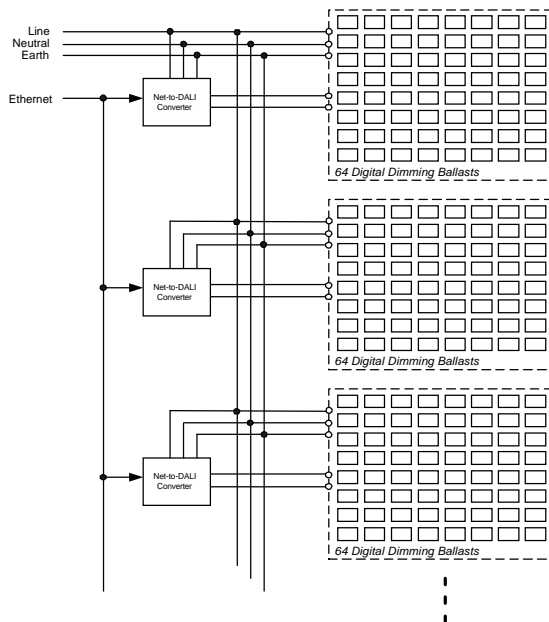 Line
Neutral
Earth
Ethernet
Net-to-DALI
Converter
64 Digital Dimming Ballasts
Net-to-DALI
Converter
64 Digital Dimming Ballasts
Net-to-DALI
Converter
64 Digital Dimming Ballasts